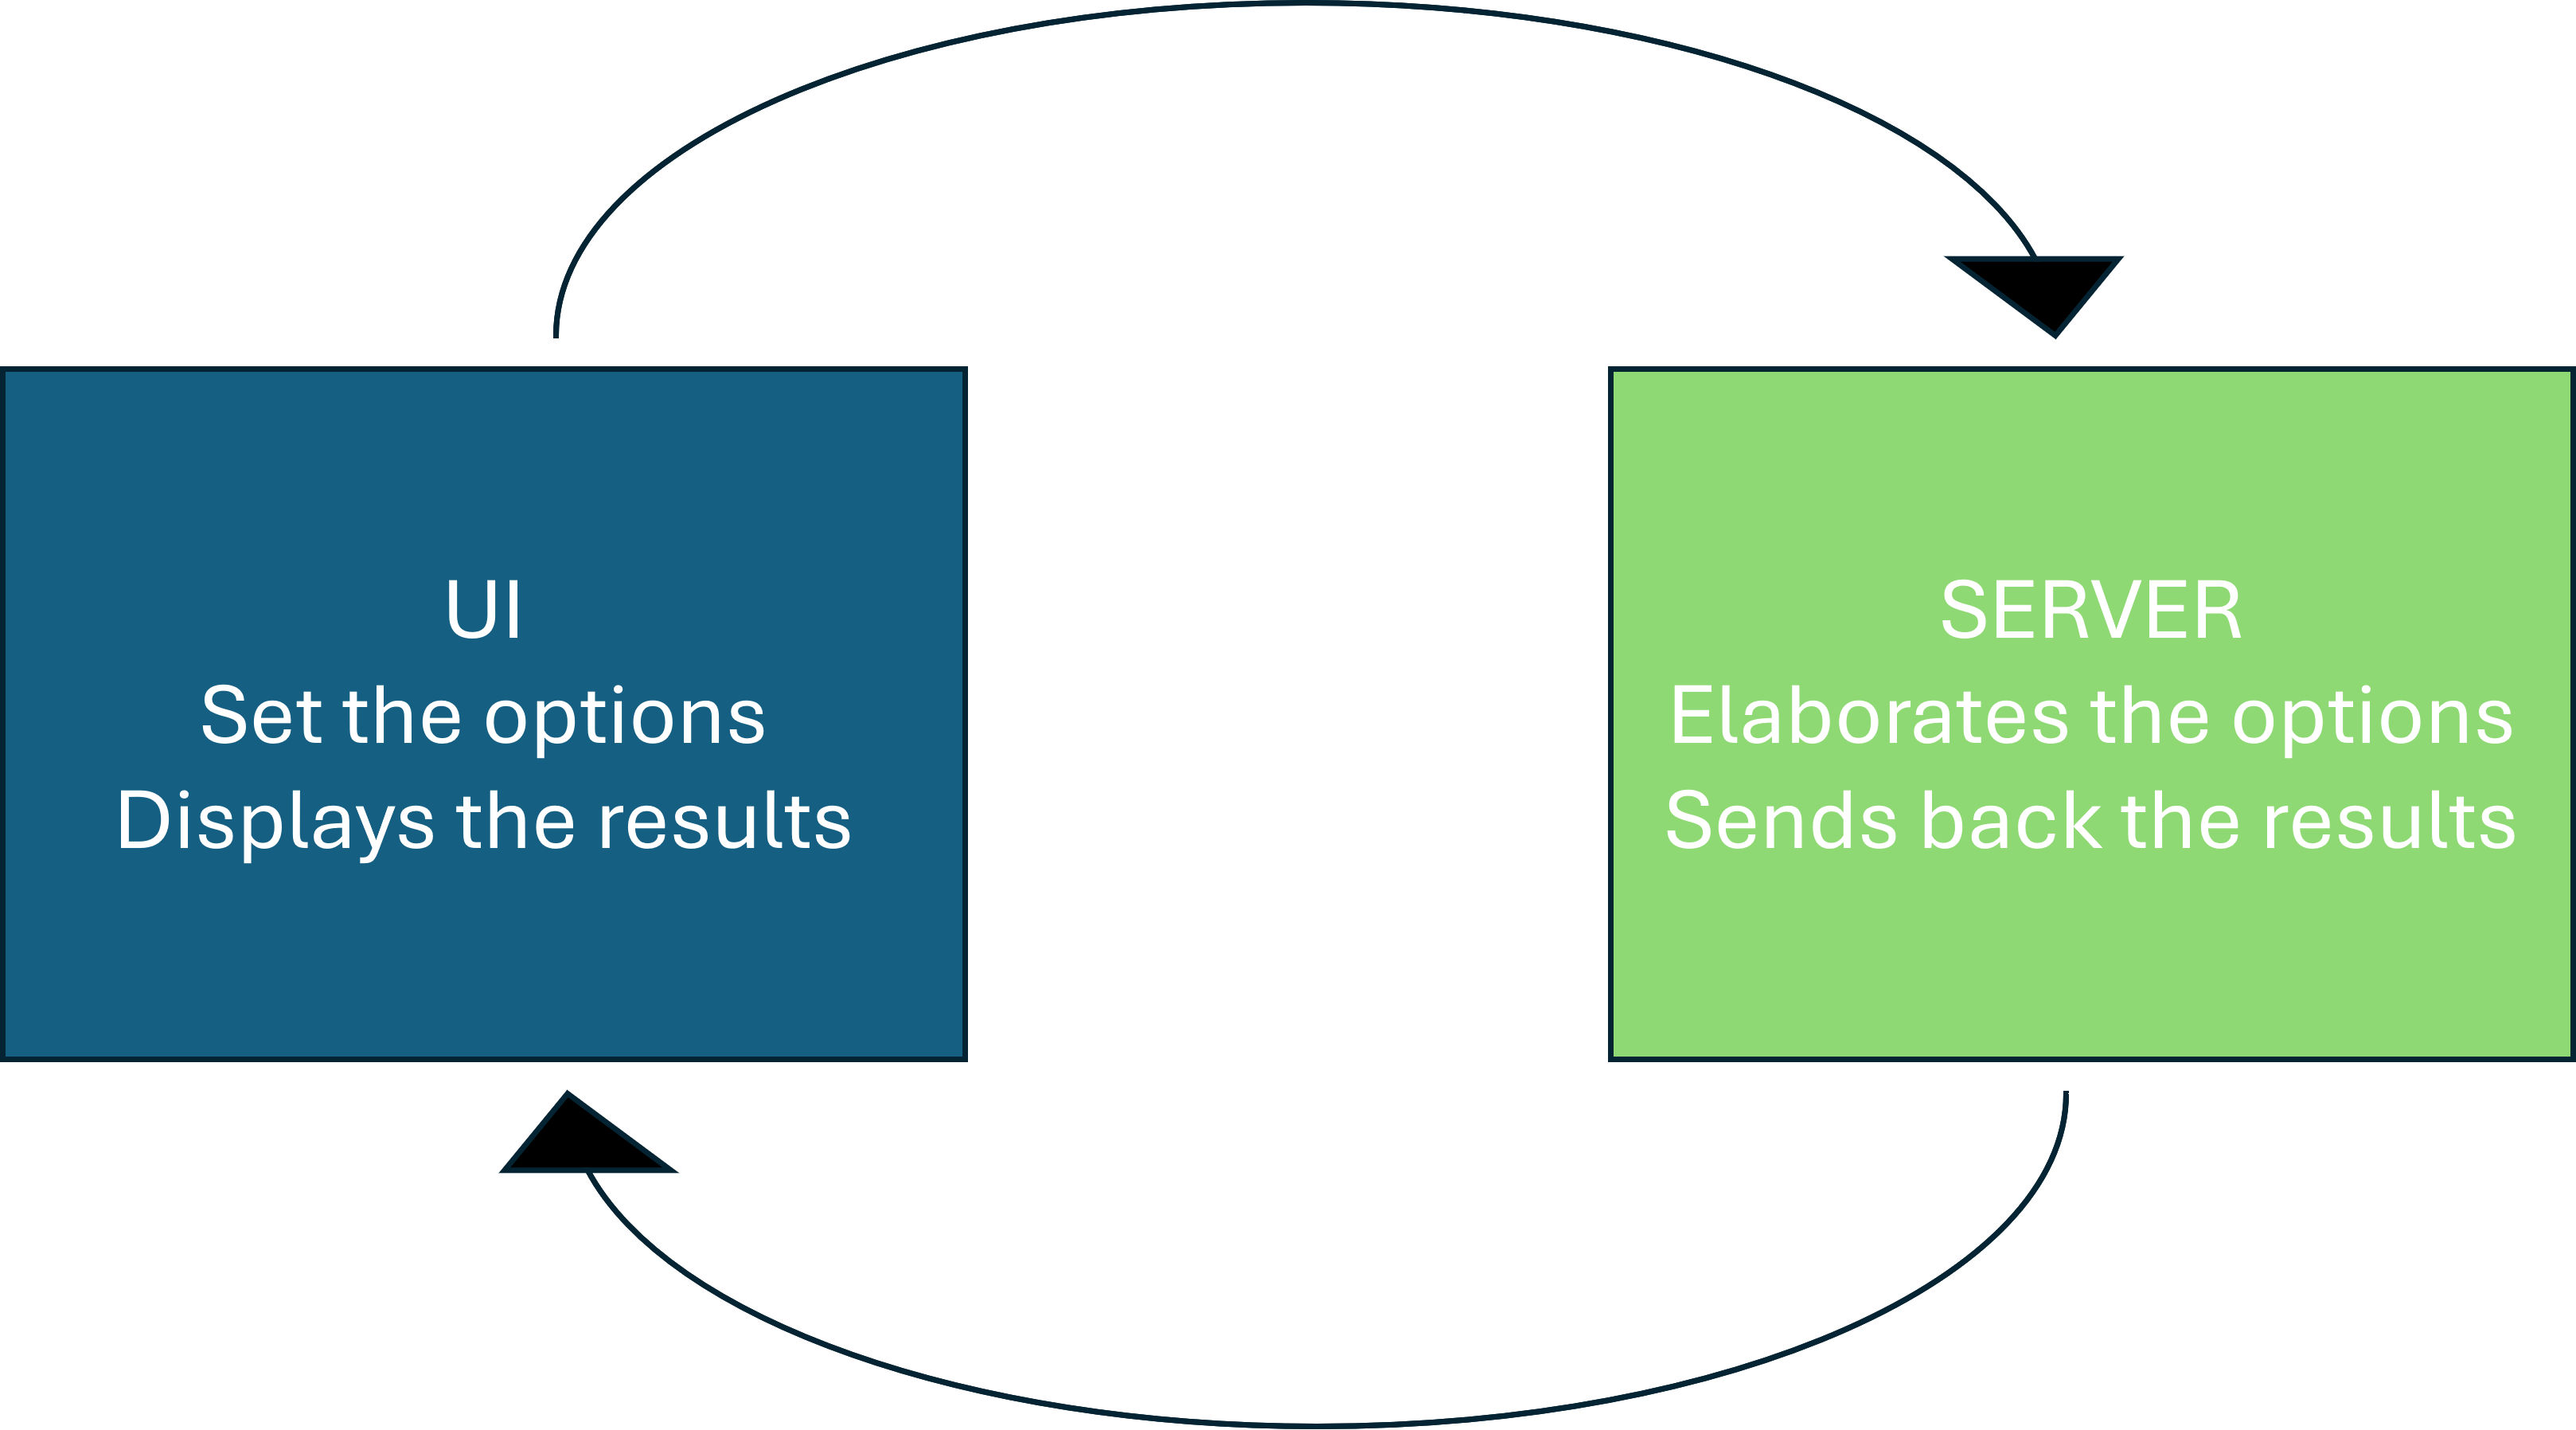 UI
Set the options
Displays the results
SERVER
Elaborates the options
Sends back the results